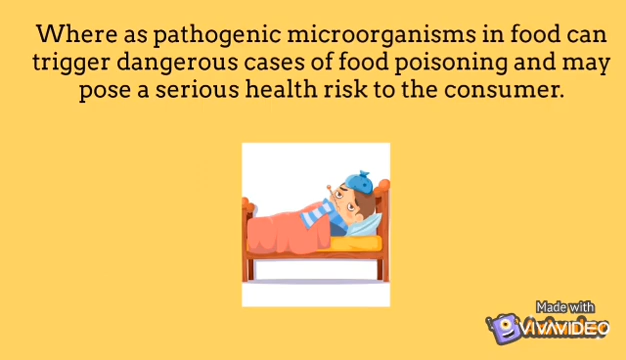 Where as pathogenic microorganisms in food can
trigger dangerous cases of food poisoning and may
pose a serious health risk to the consumer.
Made with
VIVAVIDEO